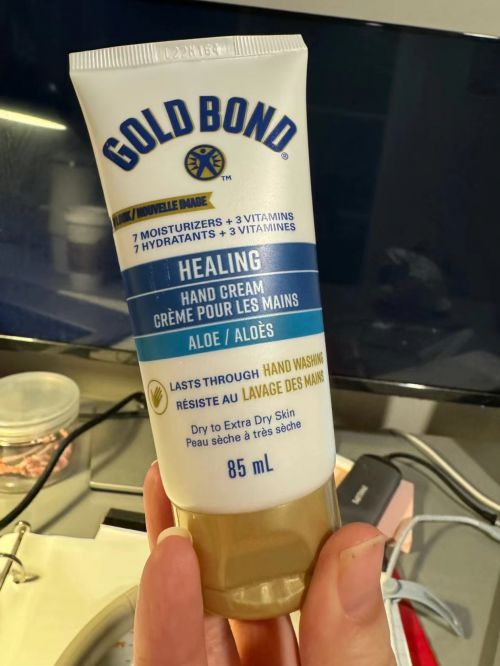 GOLD BOND®
TM
/ NOUVELLE IMAGE
7 MOISTURIZERS + 3 VITAMINS
7 HYDRATANTS + 3 VITAMINES
HEALING
HAND CREAM
CRÈME POUR LES MAINS
ALOE / ALOÈS
LASTS THROUGH HAND WASHING
RÉSISTE AU LAVAGE DES MAINS
Dry to Extra Dry Skin
Peau sèche à très sèche
85 mL